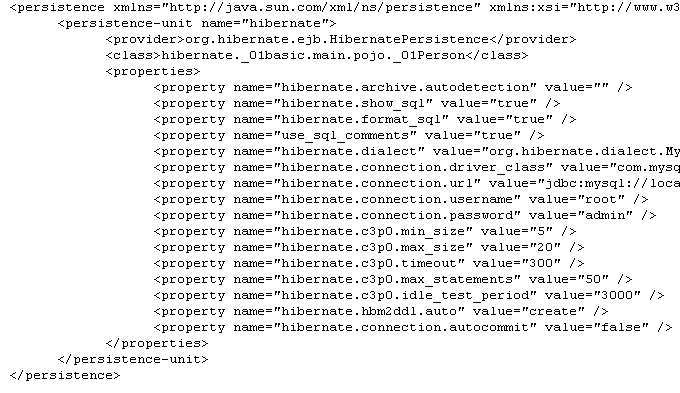 <persistence xmlns="http://java.sun.com/xml/ns/persistence" xmlns:xsi="http://www.w3
<persistence-unit name="hibernate">
<provider>org.hibernate.ejb.HibernatePersistence</provider>
<class>hibernate._01basic.main.pojo._01Person</class>
<properties>
<property name="hibernate.archive.autodetection" value="" />
<property name="hibernate.show_sql" value="true" />
<property name="hibernate.format_sql" value="true" />
<property name="use_sql_comments" value="true" />
<property name="hibernate.dialect" value="org.hibernate.dialect.My
<property name="hibernate.connection.driver_class" value="com.mysq
<property name="hibernate.connection.url" value="jdbc:mysql://loca
<property name="hibernate.connection.username" value="root" />
<property name="hibernate.connection.password" value="admin" />
<property name="hibernate.c3p0.min_size" value="5" />
<property name="hibernate.c3p0.max_size" value="20" />
<property name="hibernate.c3p0.timeout" value="300" />
<property name="hibernate.c3p0.max_statements" value="50" />
<property name="hibernate.c3p0.idle_test_period" value="3000" />
<property name="hibernate.hbm2ddl.auto" value="create" />
<property name="hibernate.connection.autocommit" value="false" />
</properties>
</persistence-unit>
</persistence>